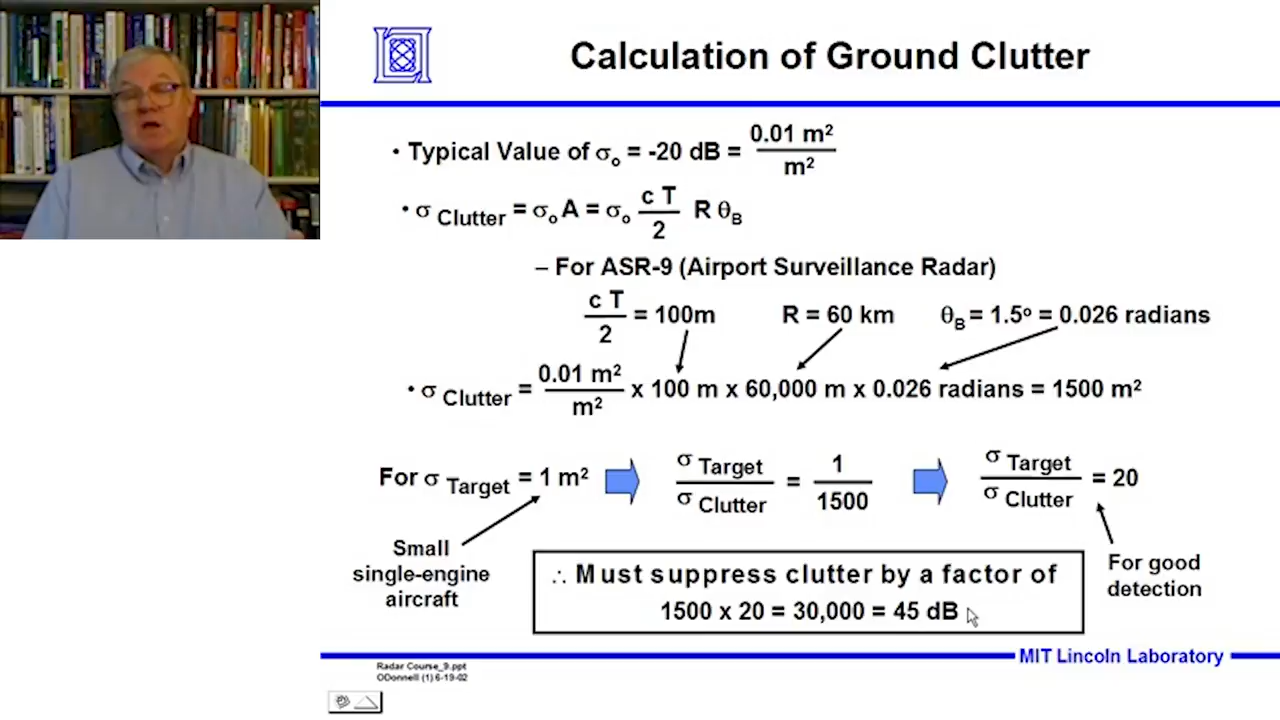 Calculation of Ground Clutter
• Typical Value of σo = -20 dB = 0.01 m² / m²
• σ Clutter = σo A = σo c T / 2 R θB
– For ASR-9 (Airport Surveillance Radar)
c T / 2 = 100m R = 60 km θB = 1.5o = 0.026 radians
• σ Clutter = 0.01 m² / m² x 100 m x 60,000 m x 0.026 radians = 1500 m²
For σ Target = 1 m² σ Target / σ Clutter = 1 / 1500 σ Target / σ Clutter = 20
Small
single-engine
aircraft
For good
detection
∴ Must suppress clutter by a factor of
1500 x 20 = 30,000 = 45 dB
MIT Lincoln Laboratory
Radar Course_9.ppt
ODonnell (1) 6-19-02